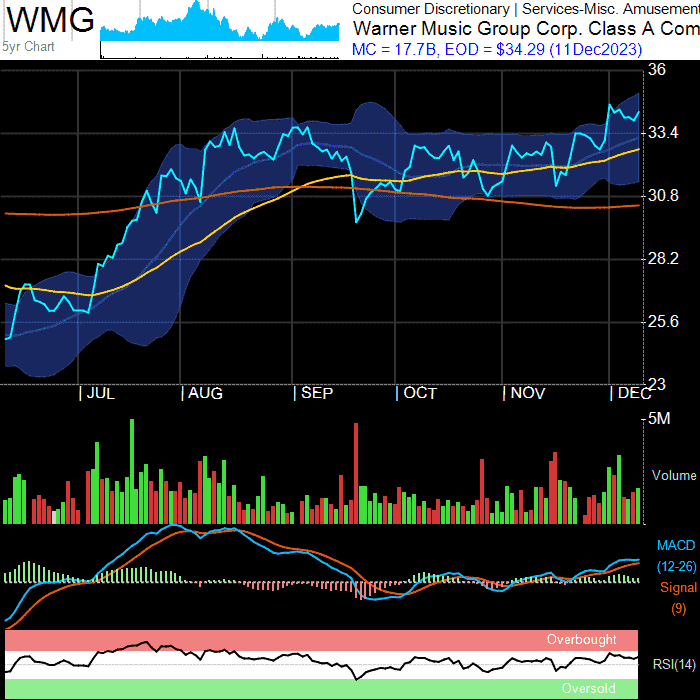 WMG
5yr Chart
Consumer Discretionary | Services-Misc. Amusement
Warner Music Group Corp. Class A Com
MC = 17.7B, EOD = $34.29 (11Dec2023)
36
33.4
30.8
28.2
25.6
23
| JUL | AUG | SEP | OCT | NOV | DEC
5M
Volume
MACD
(12-26)
Signal
(9)
Overbought
RSI(14)
Oversold